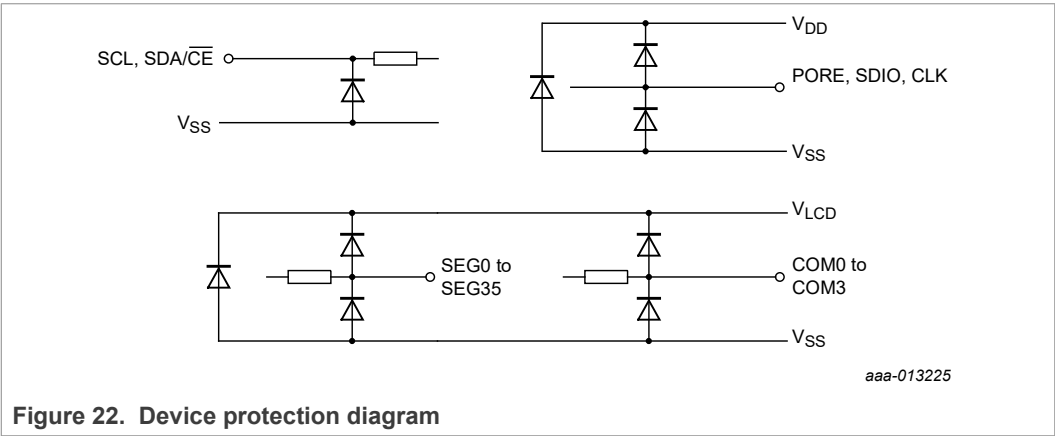 SCL, SDA/C̅E̅
VSS
VDD
PORE, SDIO, CLK
VSS
VLCD
SEG0 to
SEG35
COM0 to
COM3
VSS
aaa-013225
Figure 22. Device protection diagram